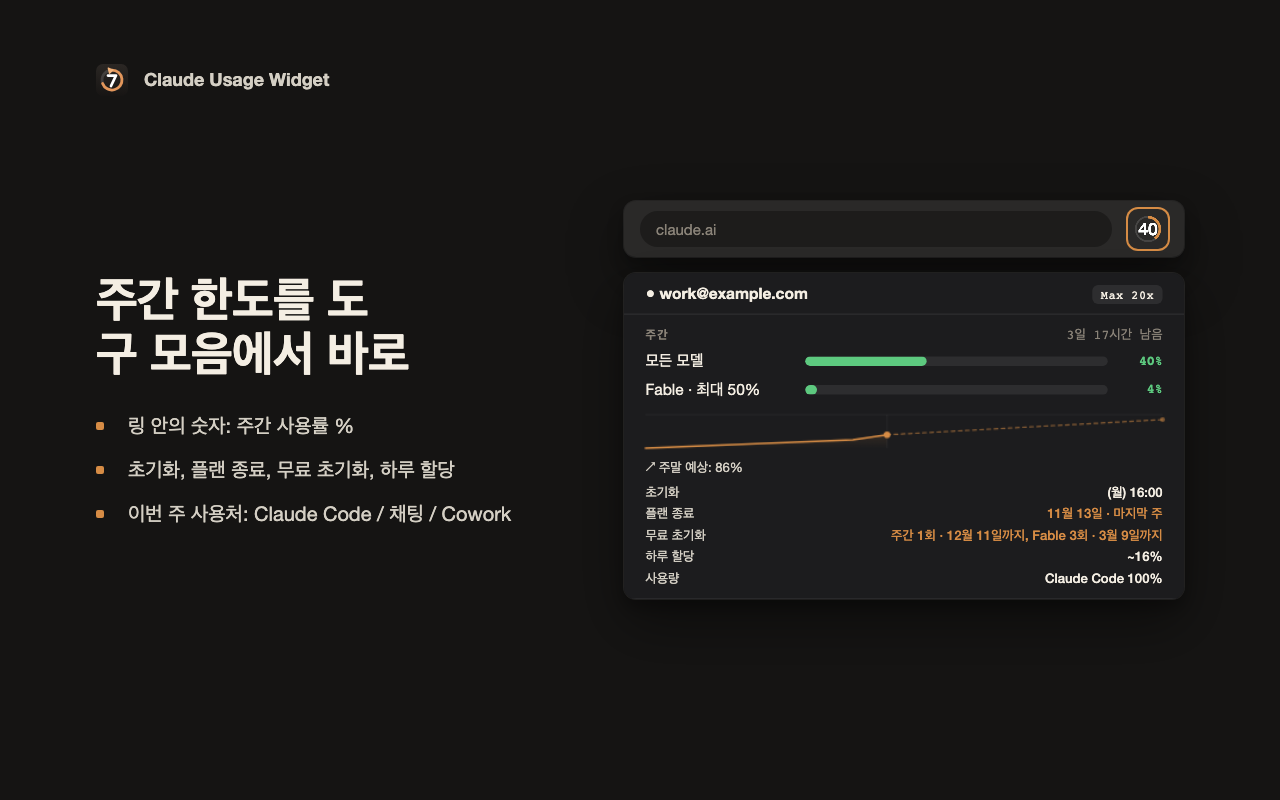 7 Claude Usage Widget
주간 한도를 도
구 모음에서 바로
링 안의 숫자: 주간 사용률 %
초기화, 플랜 종료, 무료 초기화, 하루 할당
이번 주 사용처: Claude Code / 채팅 / Cowork
claude.ai 40
work@example.com Max 20x
주간 3일 17시간 남음
모든 모델 40%
Fable · 최대 50% 4%
↗ 주말 예상: 86%
초기화 (월) 16:00
플랜 종료 11월 13일 · 마지막 주
무료 초기화 주간 1회 · 12월 11일까지, Fable 3회 · 3월 9일까지
하루 할당 ~16%
사용량 Claude Code 100%